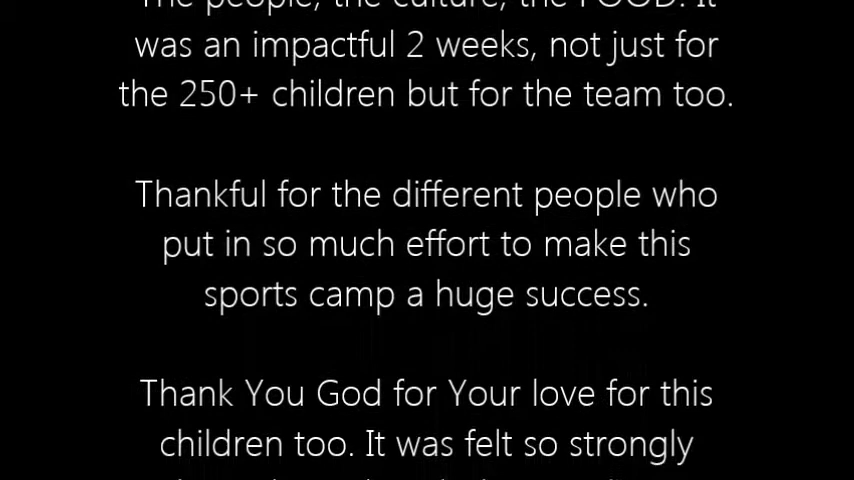 The people, the culture, the FOOD. It
was an impactful 2 weeks, not just for
the 250+ children but for the team too.
Thankful for the different people who
put in so much effort to make this
sports camp a huge success.
Thank You God for Your love for this
children too. It was felt so strongly